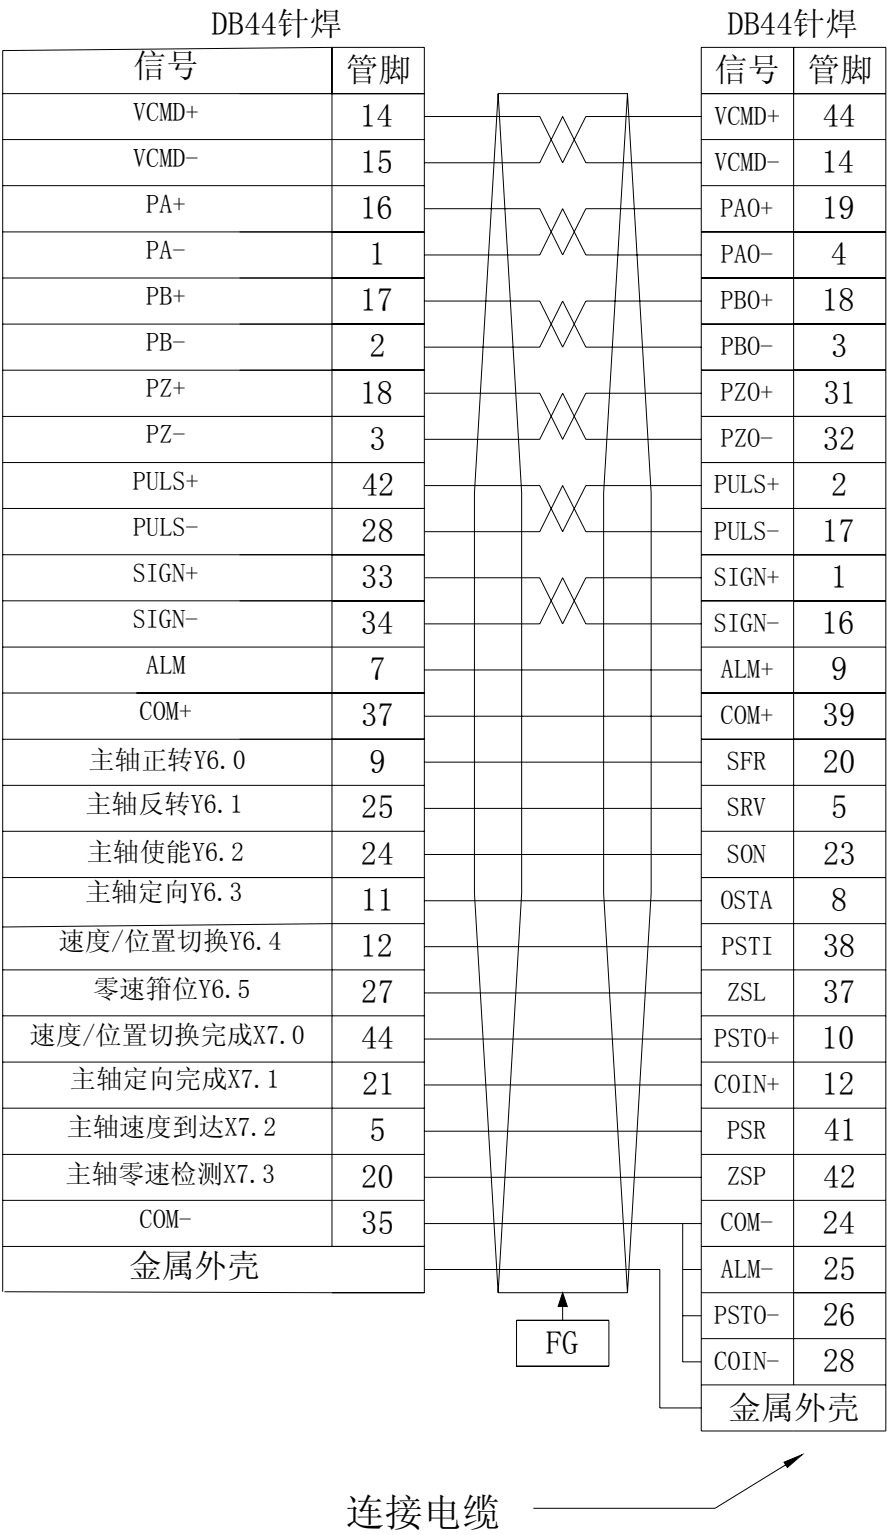 DB44针焊 DB44针焊
信号 管脚 信号 管脚
VCMD+ 14 VCMD+ 44
VCMD- 15 VCMD- 14
PA+ 16 PAO+ 19
PA- 1 PAO- 4
PB+ 17 PBO+ 18
PB- 2 PBO- 3
PZ+ 18 PZO+ 31
PZ- 3 PZO- 32
PULS+ 42 PULS+ 2
PULS- 28 PULS- 17
SIGN+ 33 SIGN+ 1
SIGN- 34 SIGN- 16
ALM 7 ALM+ 9
COM+ 37 COM+ 39
主轴正转Y6.0 9 SFR 20
主轴反转Y6.1 25 SRV 5
主轴使能Y6.2 24 SON 23
主轴定向Y6.3 11 OSTA 8
速度/位置切换Y6.4 12 PSTI 38
零速箝位Y6.5 27 ZSL 37
速度/位置切换完成X7.0 44 PSTO+ 10
主轴定向完成X7.1 21 COIN+ 12
主轴速度到达X7.2 5 PSR 41
主轴零速检测X7.3 20 ZSP 42
COM- 35 COM- 24
金属外壳 ALM- 25
PSTO- 26
FG COIN- 28
金属外壳
连接电缆